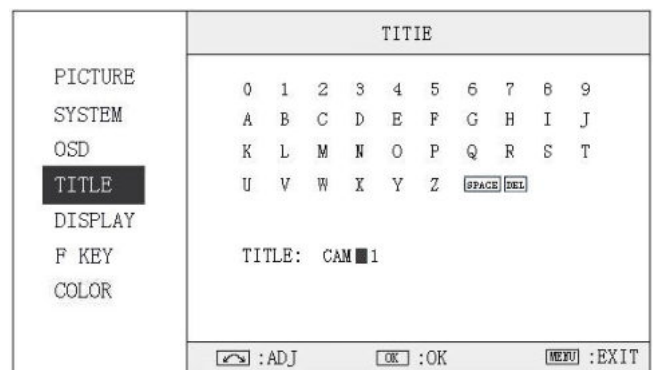 TITIE
PICTURE
SYSTEM
OSD
TITLE
DISPLAY
F KEY
COLOR
0 1 2 3 4 5 6 7 8 9
A B C D E F G H I J
K L M N O P Q R S T
U V W X Y Z SPACE DEL
TITLE: CAM 1
:ADJ OK :OK MENU :EXIT